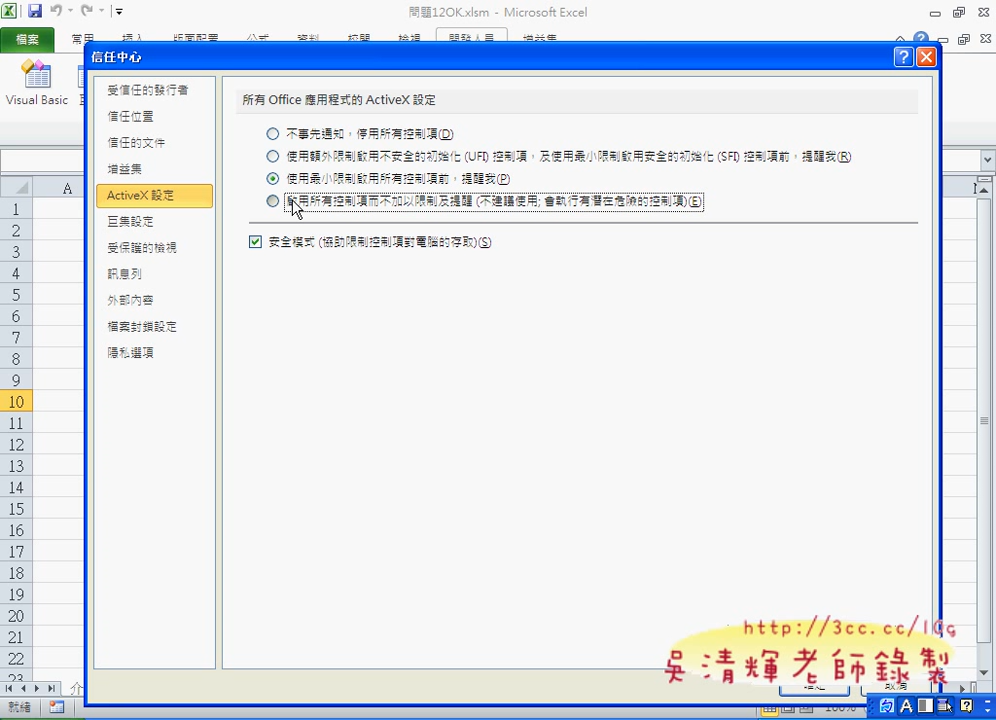 問題12OK.xlsm - Microsoft Excel
檔案
常用
插入
版面配置
公式
資料
校閱
檢視
開發人員
增益集
Visual Basic
信任中心
受信任的發行者
信任位置
信任的文件
增益集
ActiveX 設定
巨集設定
受保護的檢視
訊息列
外部內容
檔案封鎖設定
隱私選項
所有 Office 應用程式的 ActiveX 設定
不事先通知，停用所有控制項(D)
使用額外限制啟用不安全的初始化 (UFI) 控制項，及使用最小限制啟用安全的初始化 (SFI) 控制項前，提醒我(R)
使用最小限制啟用所有控制項前，提醒我(P)
啟用所有控制項而不加以限制及提醒 (不建議使用; 會執行有潛在危險的控制項)(E)
安全模式 (協助限制控制項對電腦的存取)(S)
A
1
2
3
4
5
6
7
8
9
10
11
12
13
14
15
16
17
18
19
20
21
22
23
http://3cc.cc/10g
吳清輝老師錄製
確定
取消
就緒
100%